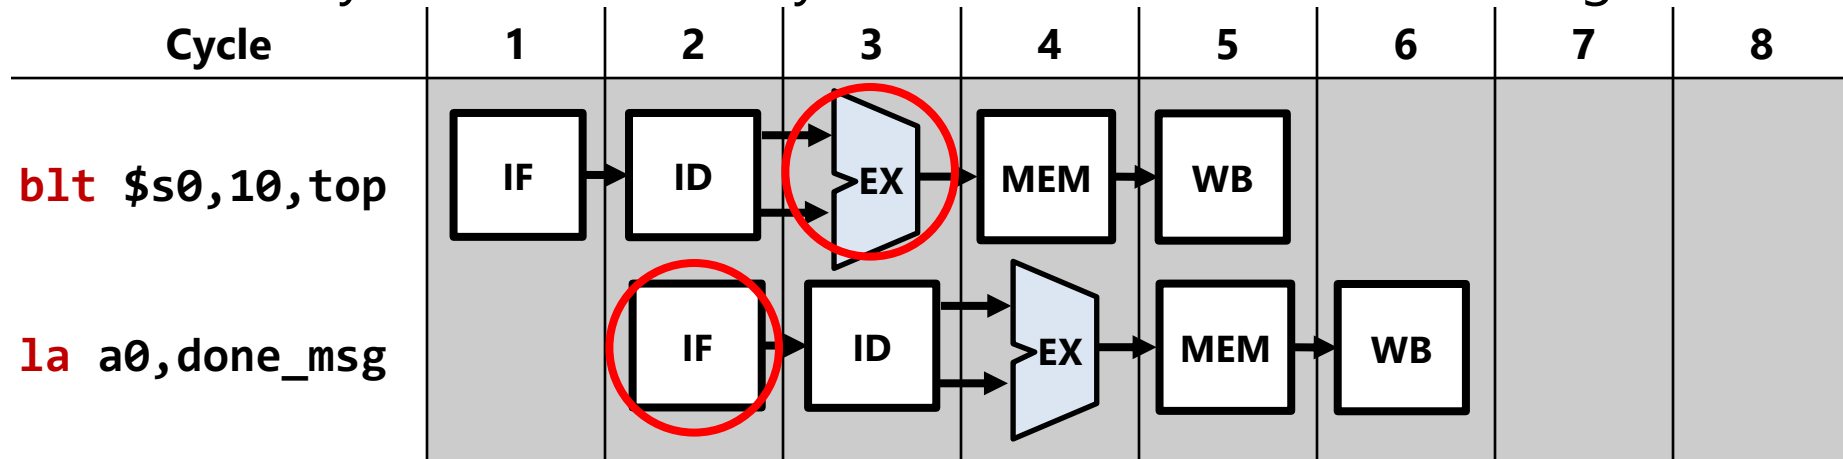 Cycle 1 2 3 4 5 6 7 8
blt $s0,10,top IF ID EX MEM WB
la a0,done_msg IF ID EX MEM WB